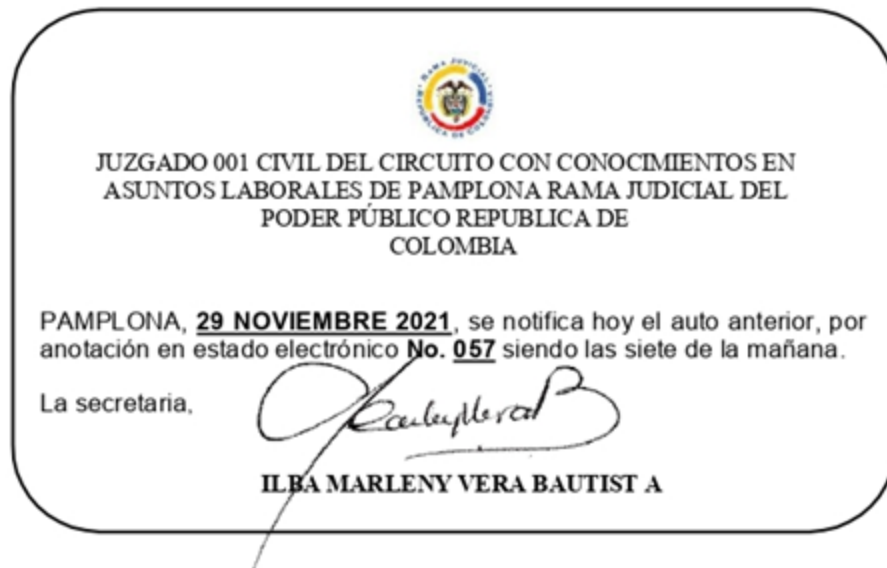 JUZGADO 001 CIVIL DEL CIRCUITO CON CONOCIMIENTOS EN
ASUNTOS LABORALES DE PAMPLONA RAMA JUDICIAL DEL
PODER PÚBLICO REPUBLICA DE
COLOMBIA
PAMPLONA, 29 NOVIEMBRE 2021, se notifica hoy el auto anterior, por
anotación en estado electrónico No. 057 siendo las siete de la mañana.
La secretaria,
ILBA MARLENY VERA BAUTIST A